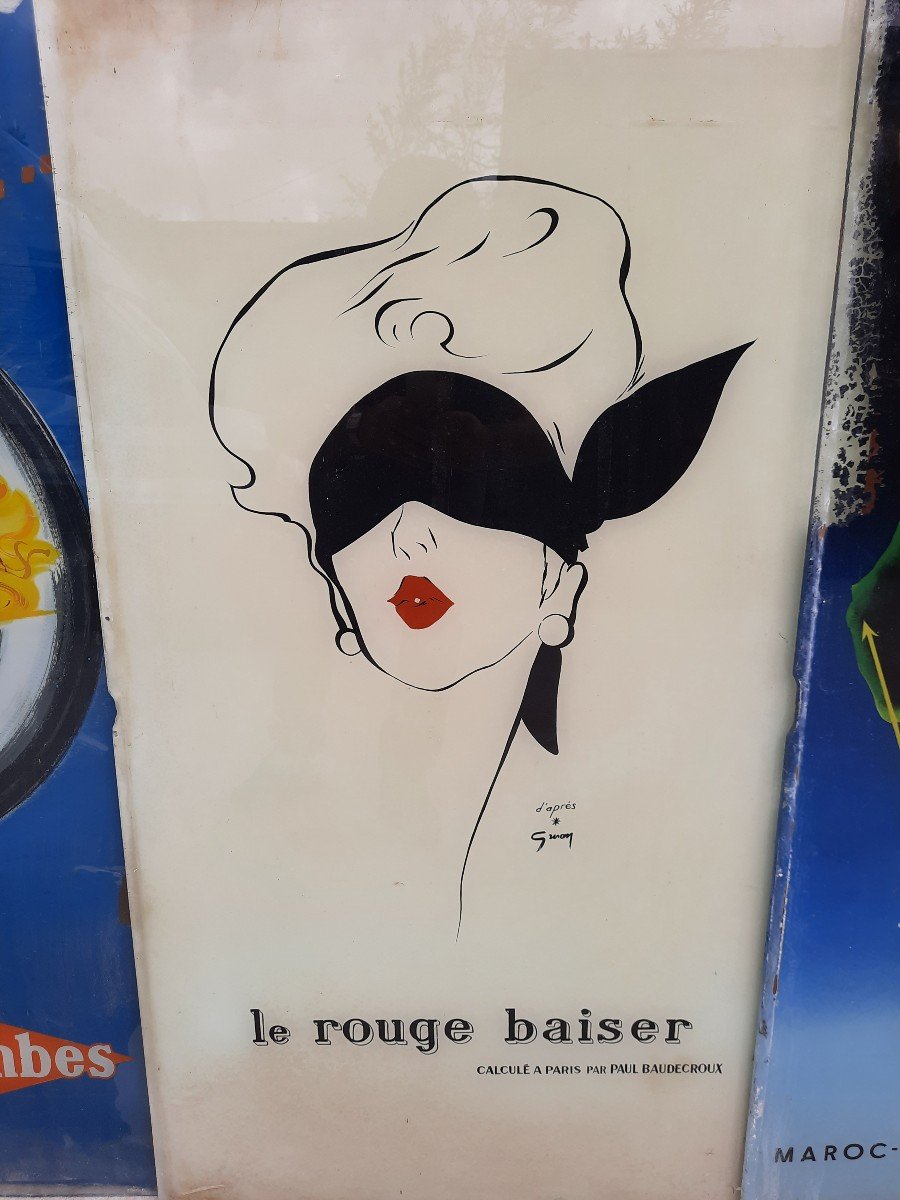 d'après
Gruau
le rouge baiser
CALCULÉ A PARIS PAR PAUL BAUDECROUX
mbes
MAROC-